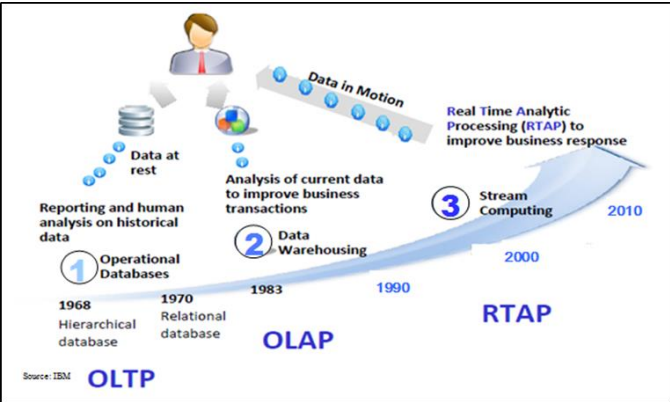 Data in Motion
Real Time Analytic
Processing (RTAP) to
improve business response
Data at
rest
Analysis of current data
to improve business
transactions
Reporting and human
analysis on historical
data
3
Stream
Computing
2010
2
Data
Warehousing
1
Operational
Databases
2000
1990
1983
1968
Hierarchical
database
1970
Relational
database
OLAP
RTAP
Source: IBM
OLTP